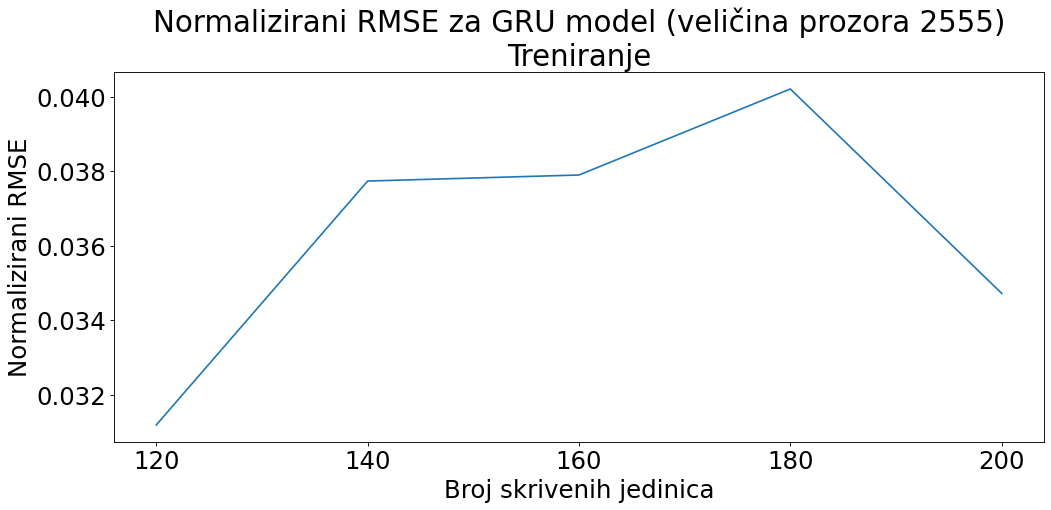 Normalizirani RMSE za GRU model (veličina prozora 2555)
Treniranje
Normalizirani RMSE
0.040
0.038
0.036
0.034
0.032
120 140 160 180 200
Broj skrivenih jedinica